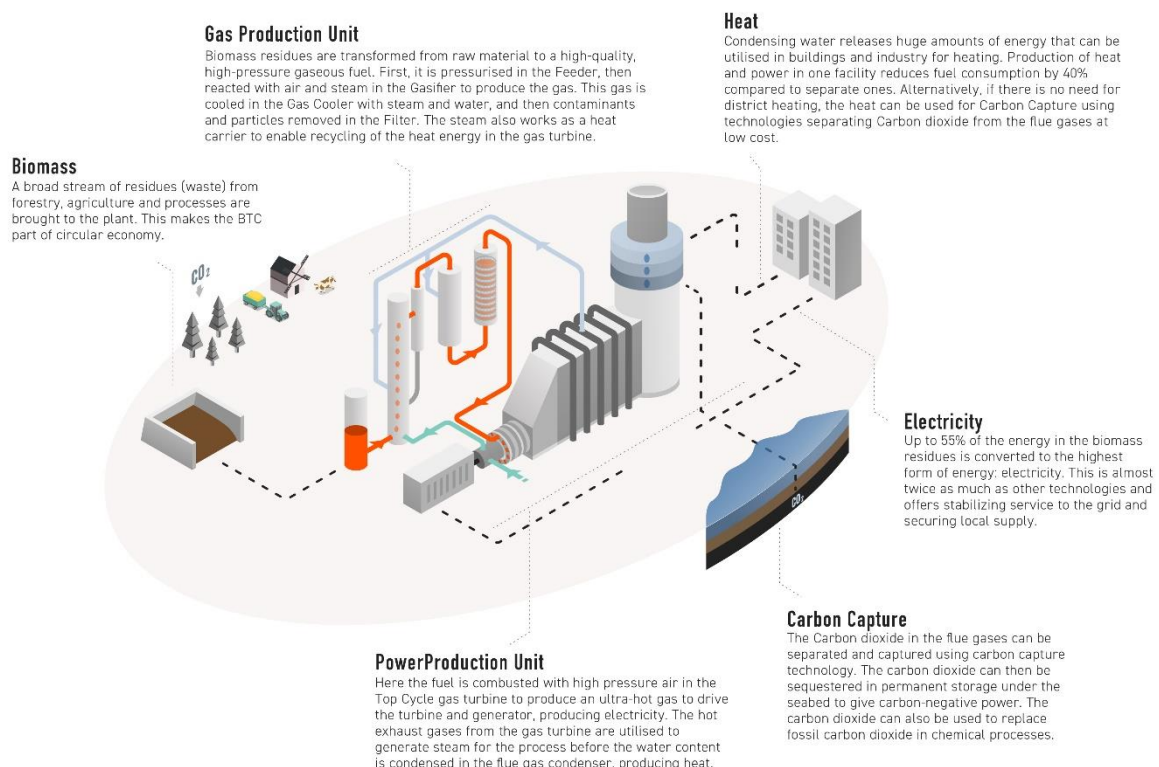 Gas Production Unit
Biomass residues are transformed from raw material to a high-quality,
high-pressure gaseous fuel. First, it is pressurised in the Feeder, then
reacted with air and steam in the Gasifier to produce the gas. This gas is
cooled in the Gas Cooler with steam and water, and then contaminants
and particles removed in the Filter. The steam also works as a heat
carrier to enable recycling of the heat energy in the gas turbine.
Heat
Condensing water releases huge amounts of energy that can be
utilised in buildings and industry for heating. Production of heat
and power in one facility reduces fuel consumption by 40%
compared to separate ones. Alternatively, if there is no need for
district heating, the heat can be used for Carbon Capture using
technologies separating Carbon dioxide from the flue gases at
low cost.
Biomass
A broad stream of residues (waste) from
forestry, agriculture and processes are
brought to the plant. This makes the BTC
part of circular economy.
CO2
Electricity
Up to 55% of the energy in the biomass
residues is converted to the highest
form of energy: electricity. This is almost
twice as much as other technologies and
offers stabilizing service to the grid and
securing local supply.
CO2
Carbon Capture
The Carbon dioxide in the flue gases can be
separated and captured using carbon capture
technology. The carbon dioxide can then be
sequestered in permanent storage under the
seabed to give carbon-negative power. The
carbon dioxide can also be used to replace
fossil carbon dioxide in chemical processes.
PowerProduction Unit
Here the fuel is combusted with high pressure air in the
Top Cycle gas turbine to produce an ultra-hot gas to drive
the turbine and generator, producing electricity. The hot
exhaust gases from the gas turbine are utilised to
generate steam for the process before the water content
is condensed in the flue gas condenser, producing heat.